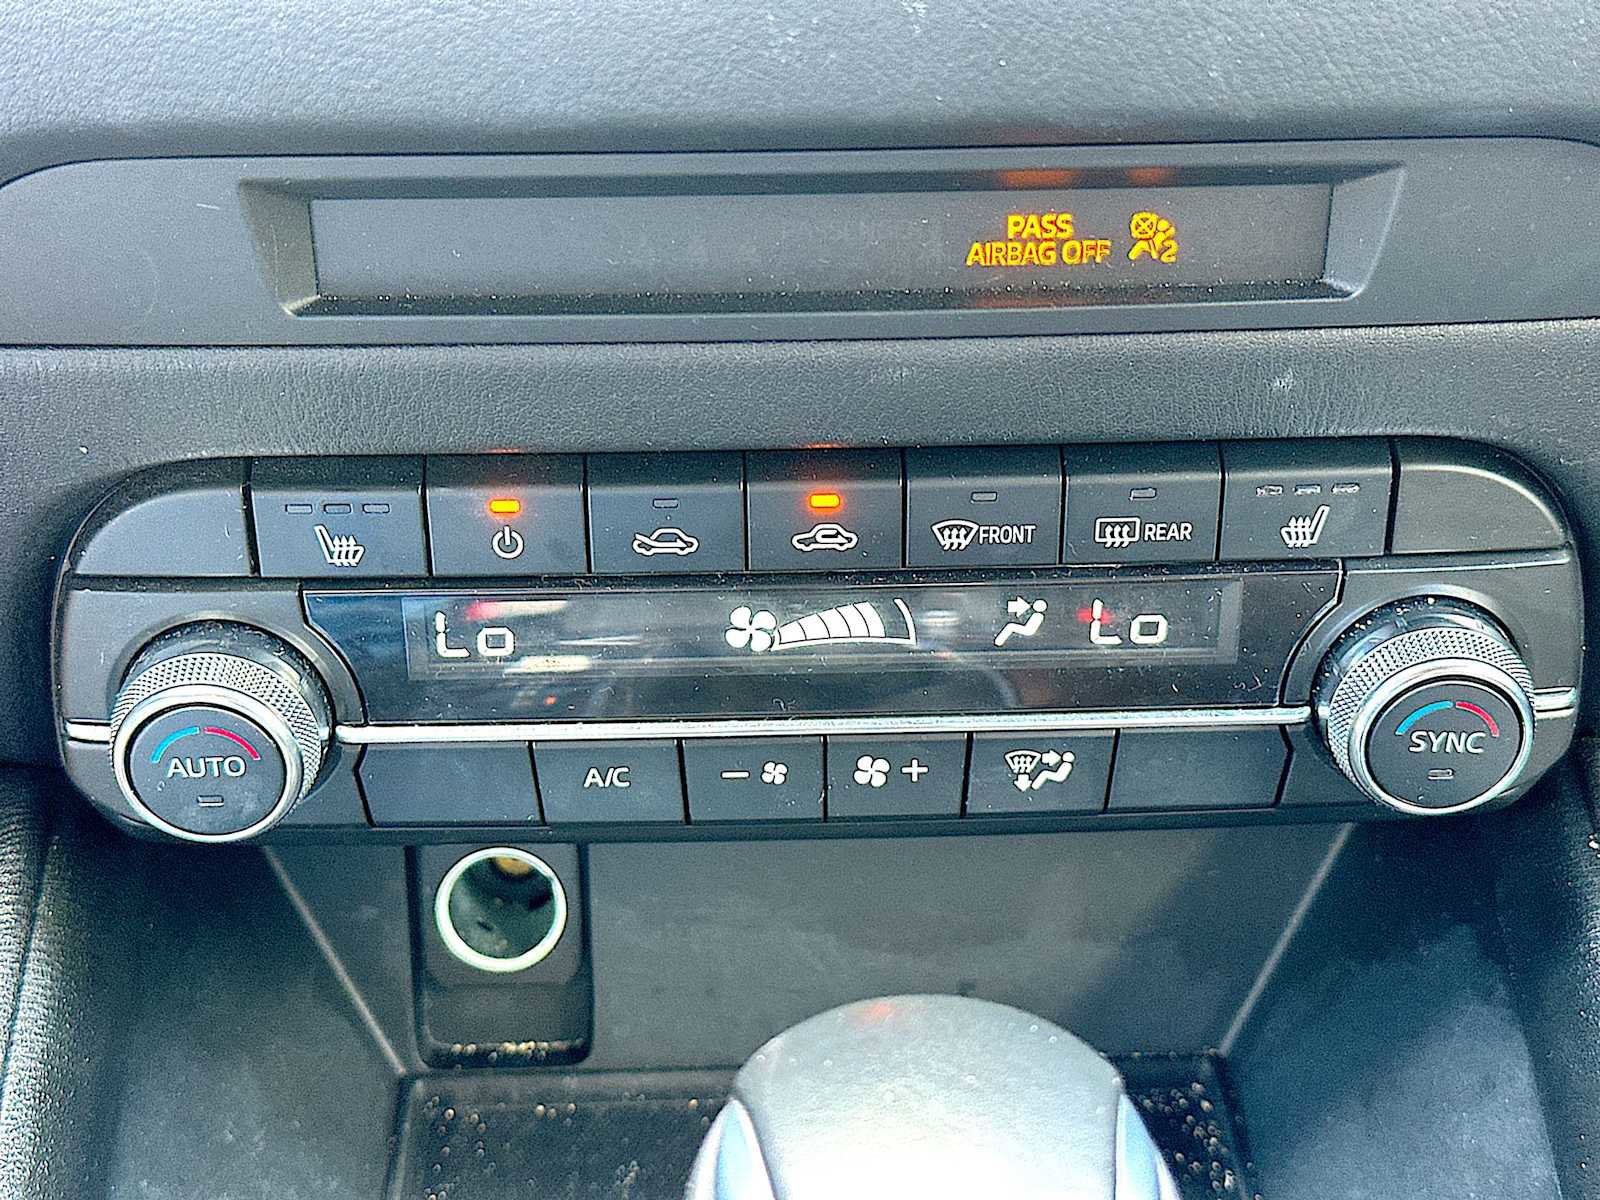 PASS
AIRBAG OFF 2
FRONT
REAR
Lo Lo
AUTO
SYNC
A/C
- +